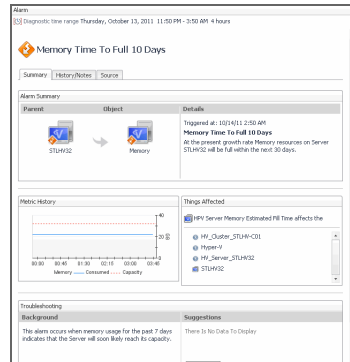 Alarm
Diagnostic time range Thursday, October 13, 2011 11:50 PM - 3:50 AM 4 hours
Memory Time To Full 10 Days
Summary History/Notes Source
Alarm Summary
Parent Object Details
STLHV32 Memory
Triggered at: 10/14/11 2:50 AM
Memory Time To Full 10 Days
At the present growth rate Memory resources on Server
STLHV32 will be full within the next 30 days.
Metric History
40
20
0
GB
00:00 00:45 01:30 02:15 03:00 03:45
Memory Consumed Capacity
Things Affected
HPV Server Memory Estimated Fill Time affects the
HV_Cluster_STLHV-C01
Hyper-V
HV_Server_STLHV32
STLHV32
Troubleshooting
Background Suggestions
This alarm occurs when memory usage for the past 7 days
indicates that the Server will soon likely reach its capacity.
There Is No Data To Display